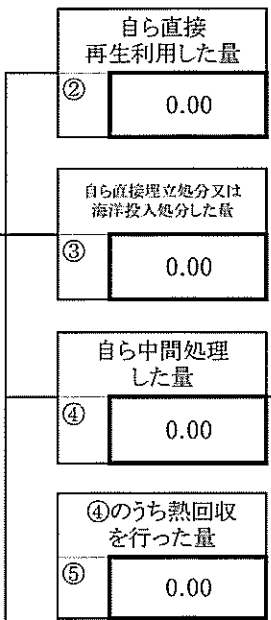 自ら直接
再生利用した量
②
0.00
自ら直接埋立処分又は
海洋投入処分した量
③
0.00
自ら中間処理
した量
④
0.00
④のうち熱回収
を行った量
⑤
0.00